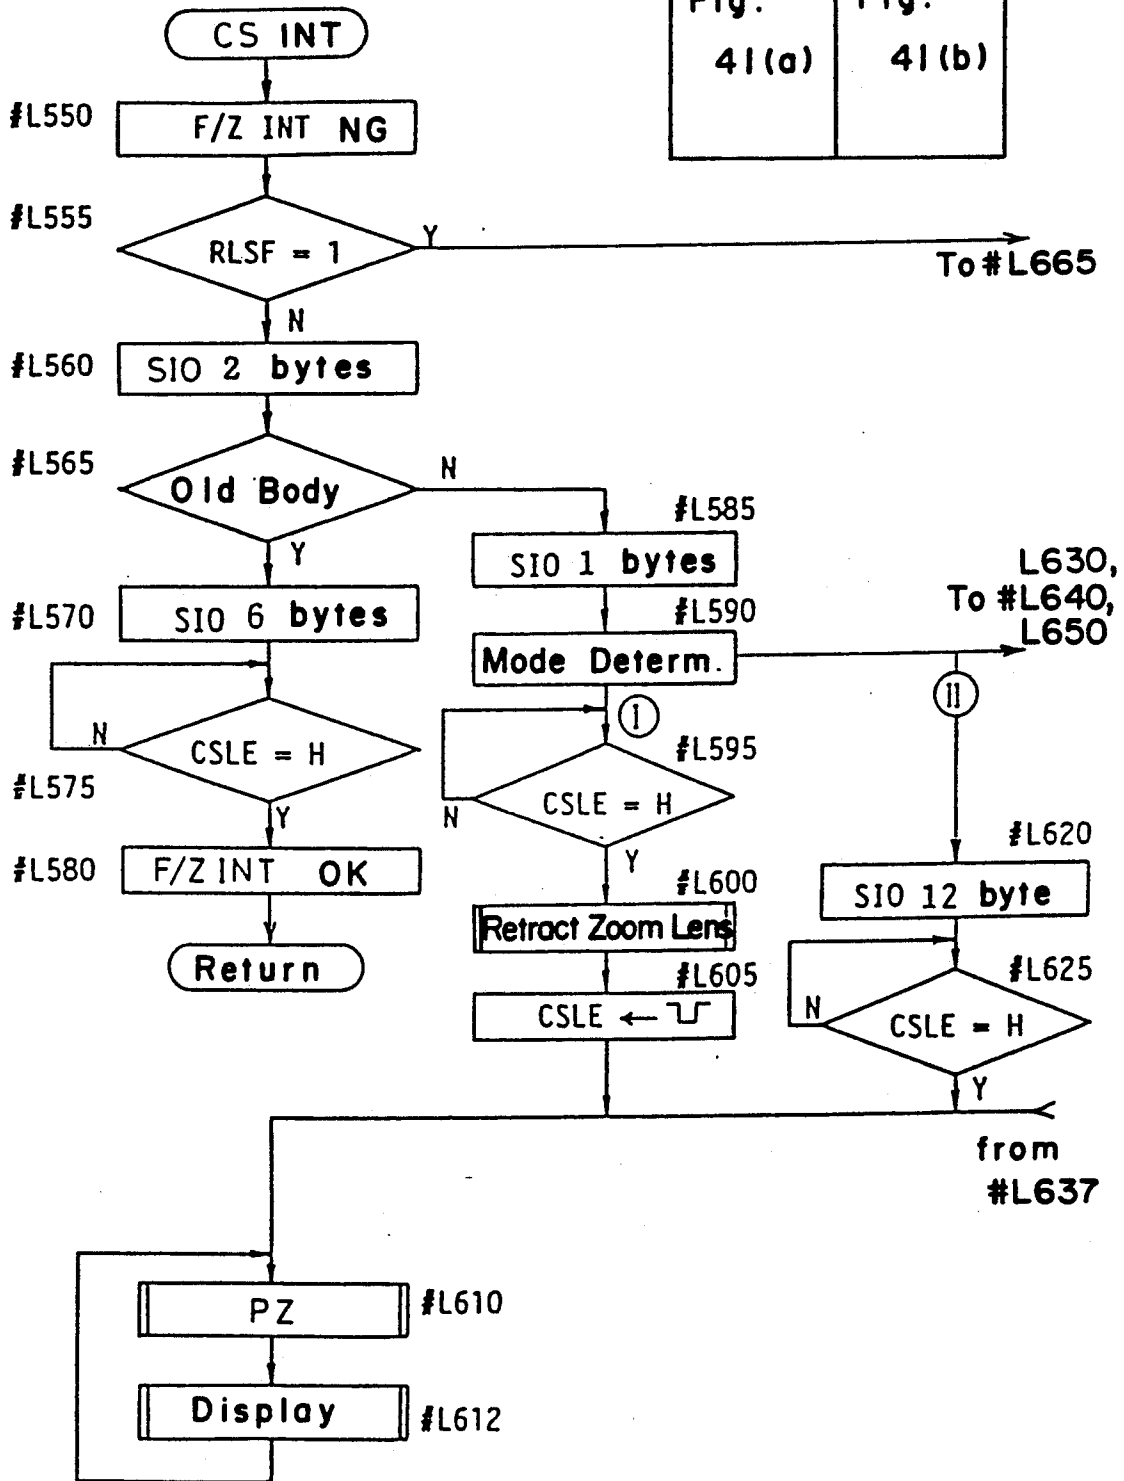 CS INT
Fig. Fig.
41(a) 41(b)
#L550
F/Z INT NG
#L555
RLSF = 1
Y
To #L665
N
#L560
SIO 2 bytes
#L565
Old Body
N
Y
#L570
SIO 6 bytes
N
CSLE = H
#L575
Y
#L580
F/Z INT OK
Return
#L585
SIO 1 bytes
#L590
Mode Determ.
L630,
To #L640,
L650
I
II
#L595
CSLE = H
N
Y
#L600
Retract Zoom Lens
#L605
CSLE ←
#L620
SIO 12 byte
#L625
N
CSLE = H
Y
from
#L637
PZ
#L610
Display
#L612